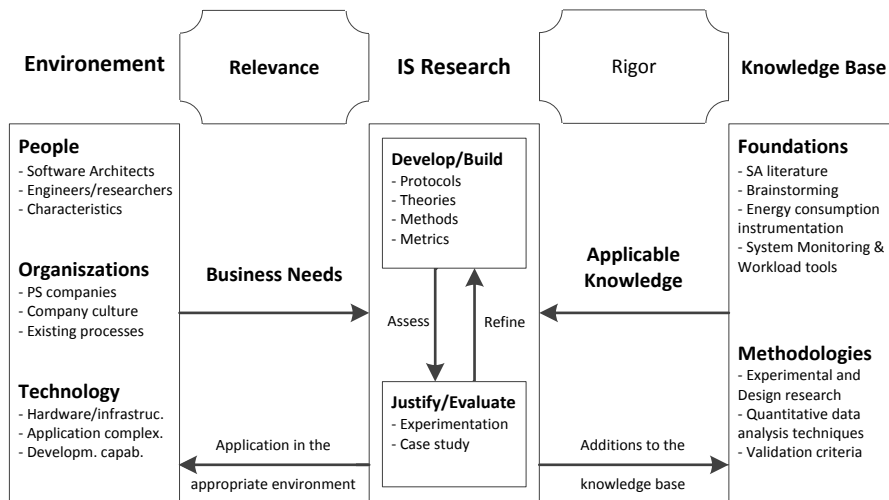 Environement
Relevance
IS Research
Rigor
Knowledge Base
People
- Software Architects
- Engineers/researchers
- Characteristics
Organiszations
- PS companies
- Company culture
- Existing processes
Technology
- Hardware/infrastruc.
- Application complex.
- Developm. capab.
Business Needs
Application in the
appropriate environment
Develop/Build
- Protocols
- Theories
- Methods
- Metrics
Assess
Refine
Justify/Evaluate
- Experimentation
- Case study
Applicable
Knowledge
Additions to the
knowledge base
Foundations
- SA literature
- Brainstorming
- Energy consumption
instrumentation
- System Monitoring &
Workload tools
Methodologies
- Experimental and
Design research
- Quantitative data
analysis techniques
- Validation criteria